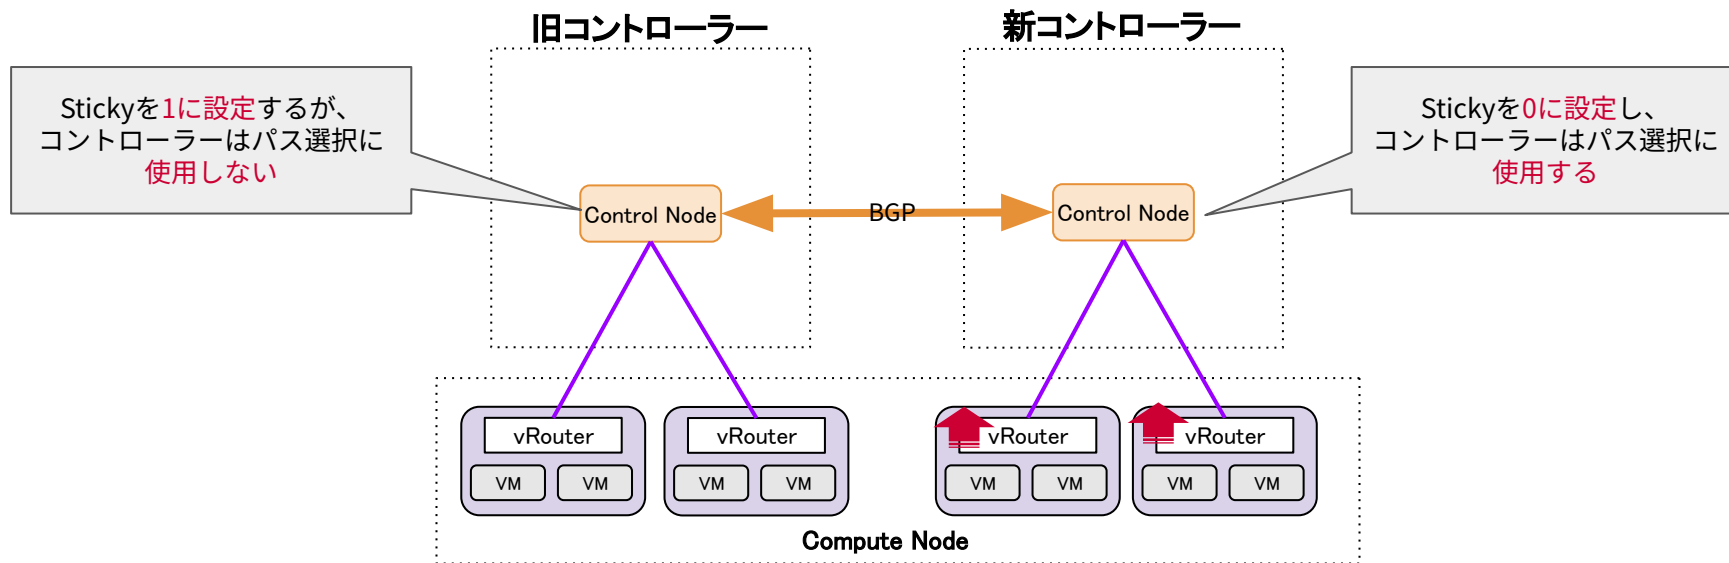 旧コントローラー
新コントローラー
Stickyを1に設定するが、
コントローラーはパス選択に
使用しない
Stickyを0に設定し、
コントローラーはパス選択に
使用する
Control Node
BGP
Control Node
vRouter
vRouter
vRouter
vRouter
VM
VM
VM
VM
VM
VM
VM
VM
Compute Node